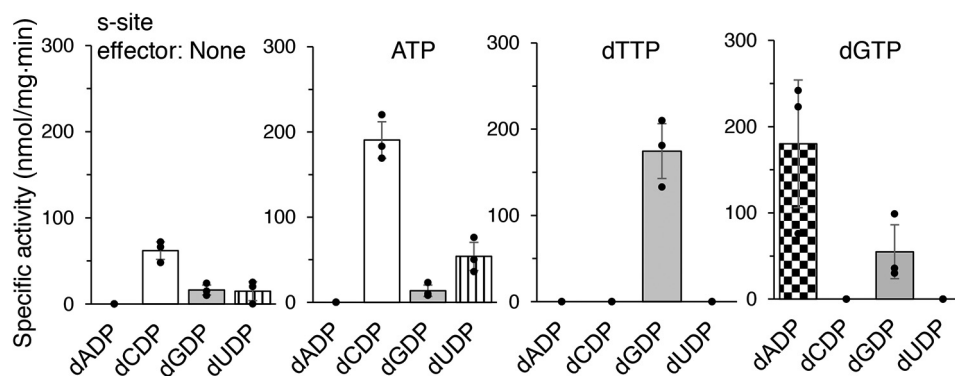 s-site
effector: None
ATP
dTTP
dGTP
Specific activity (nmol/mg·min)
300
200
100
0
300
200
100
0
300
200
100
0
300
200
100
0
dADP
dCDP
dGDP
dUDP
dADP
dCDP
dGDP
dUDP
dADP
dCDP
dGDP
dUDP
dADP
dCDP
dGDP
dUDP